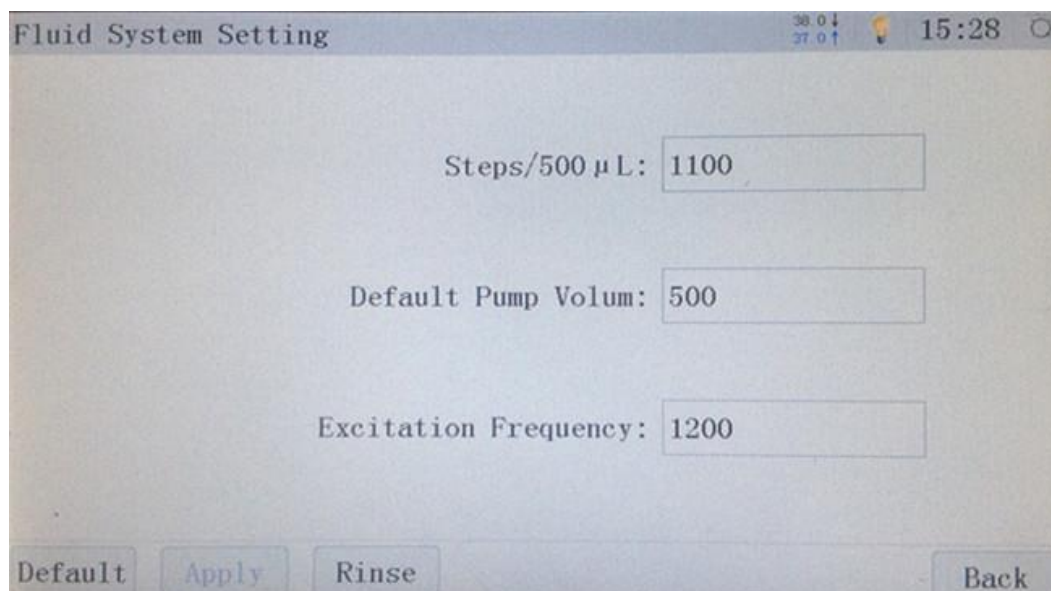 Fluid System Setting
38.0↓
37.0↑
15:28
Steps/500μL: 1100
Default Pump Volum: 500
Excitation Frequency: 1200
Default Apply Rinse Back